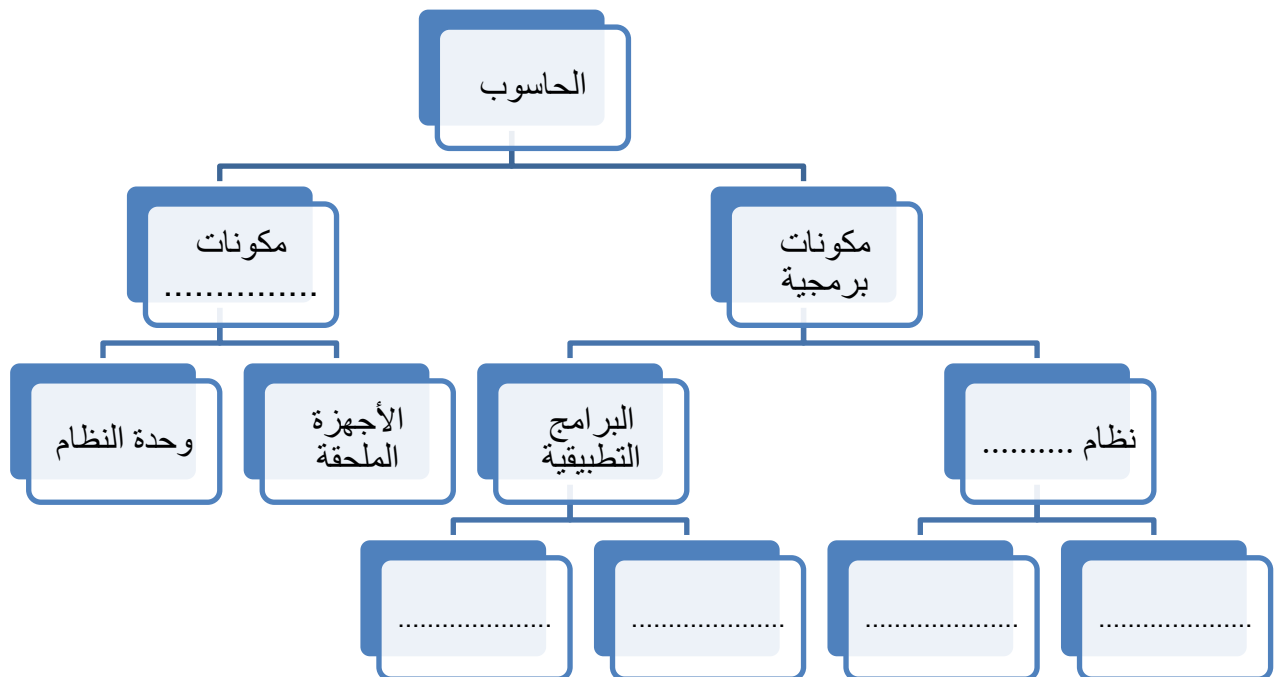 الحاسوب
مكونات
برمجية
مكونات
...............
نظام ..........
البرامج
التطبيقية
الأجهزة
الملحقة
وحدة النظام
.....................
.....................
.....................
.....................